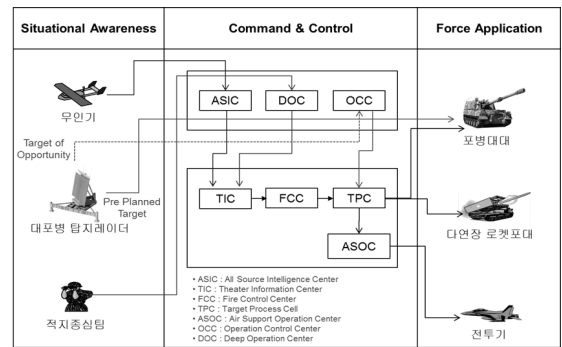 Situational Awareness
Command & Control
Force Application
무인기
Target of
Opportunity
Pre Planned
Target
대포병 탐지레이더
적지종심팀
ASIC
DOC
OCC
TIC
FCC
TPC
ASOC
• ASIC : All Source Intelligence Center
• TIC : Theater Information Center
• FCC : Fire Control Center
• TPC : Target Process Cell
• ASOC : Air Support Operation Center
• OCC : Operation Control Center
• DOC : Deep Operation Center
포병대대
다연장 로켓포대
전투기